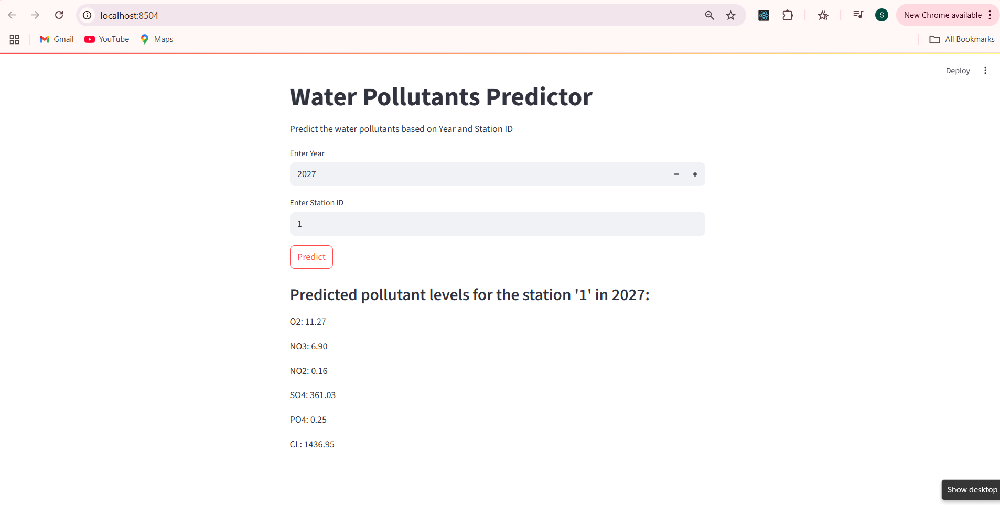 localhost:8504
S
New Chrome available
Gmail YouTube Maps All Bookmarks
Deploy
Water Pollutants Predictor
Predict the water pollutants based on Year and Station ID
Enter Year
2027
Enter Station ID
1
Predict
Predicted pollutant levels for the station '1' in 2027:
O2: 11.27
NO3: 6.90
NO2: 0.16
SO4: 361.03
PO4: 0.25
CL: 1436.95
Show desktop